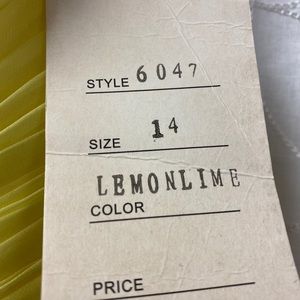 STYLE 6047
SIZE 14
LEMONLIME
COLOR
PRICE